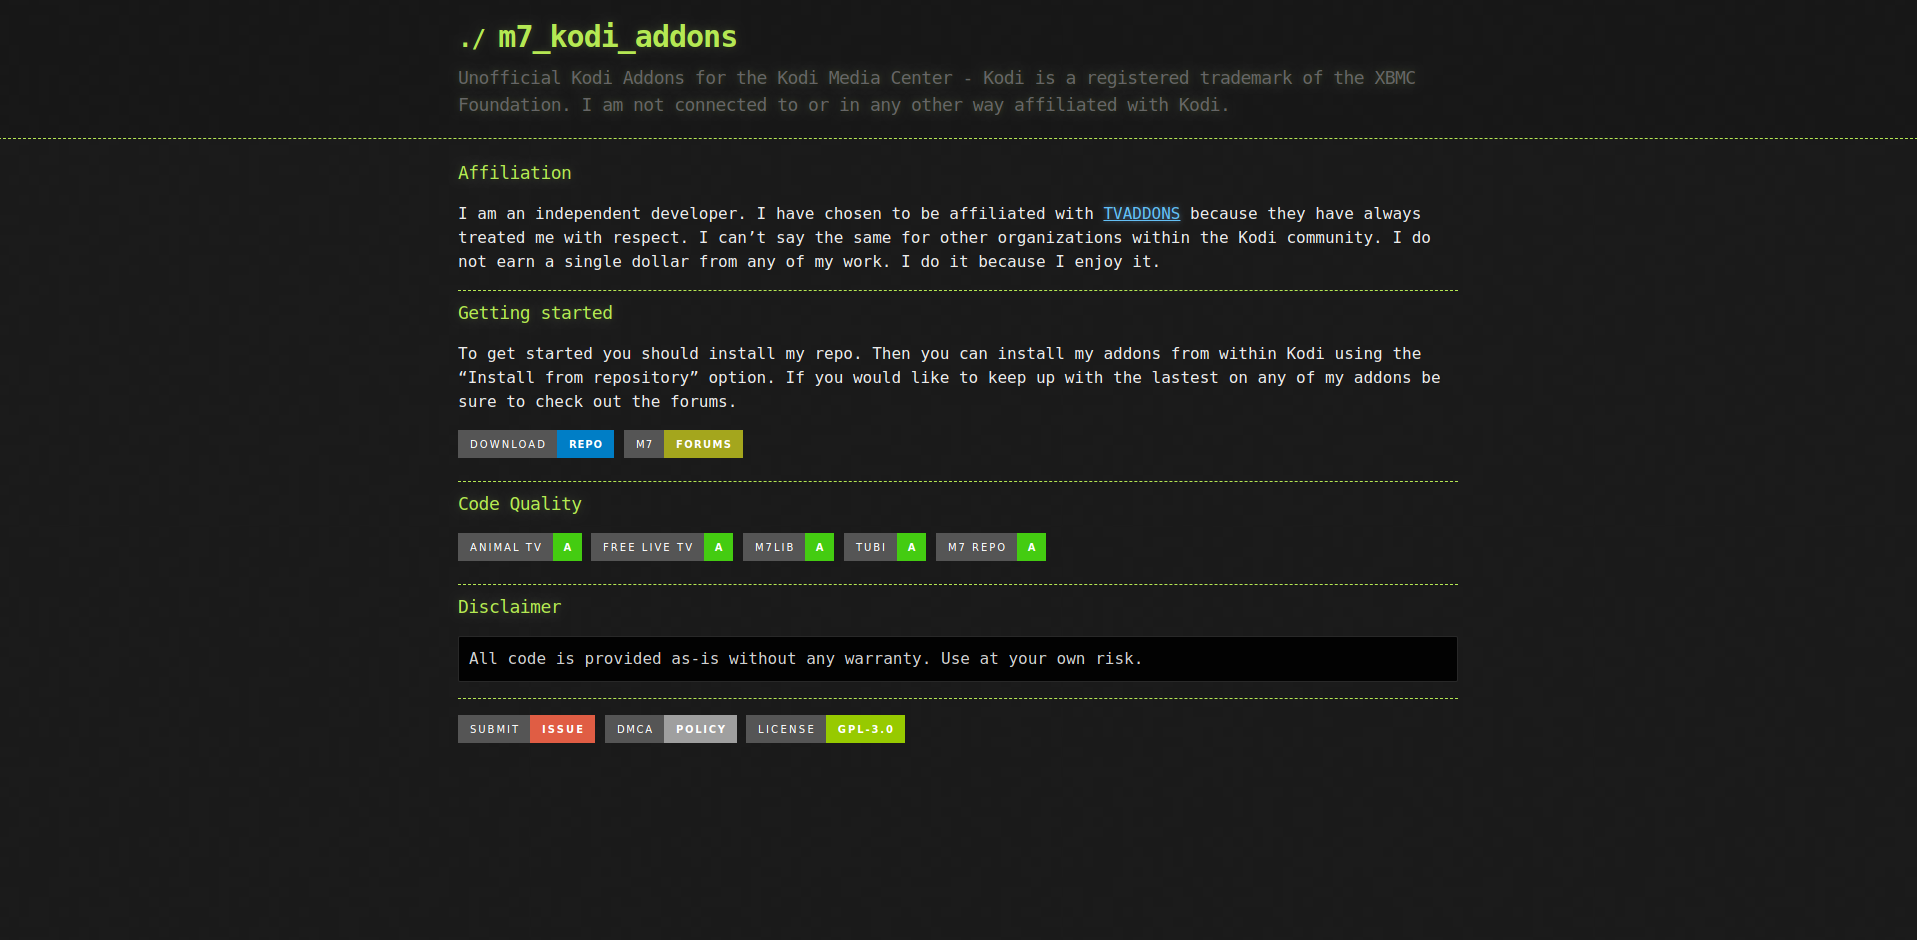 ./ m7_kodi_addons
Unofficial Kodi Addons for the Kodi Media Center - Kodi is a registered trademark of the XBMC
Foundation. I am not connected to or in any other way affiliated with Kodi.
Affiliation
I am an independent developer. I have chosen to be affiliated with TVADDONS because they have always
treated me with respect. I can’t say the same for other organizations within the Kodi community. I do
not earn a single dollar from any of my work. I do it because I enjoy it.
Getting started
To get started you should install my repo. Then you can install my addons from within Kodi using the
“Install from repository” option. If you would like to keep up with the lastest on any of my addons be
sure to check out the forums.
DOWNLOAD REPO M7 FORUMS
Code Quality
ANIMAL TV A FREE LIVE TV A M7LIB A TUBI A M7 REPO A
Disclaimer
All code is provided as-is without any warranty. Use at your own risk.
SUBMIT ISSUE DMCA POLICY LICENSE GPL-3.0